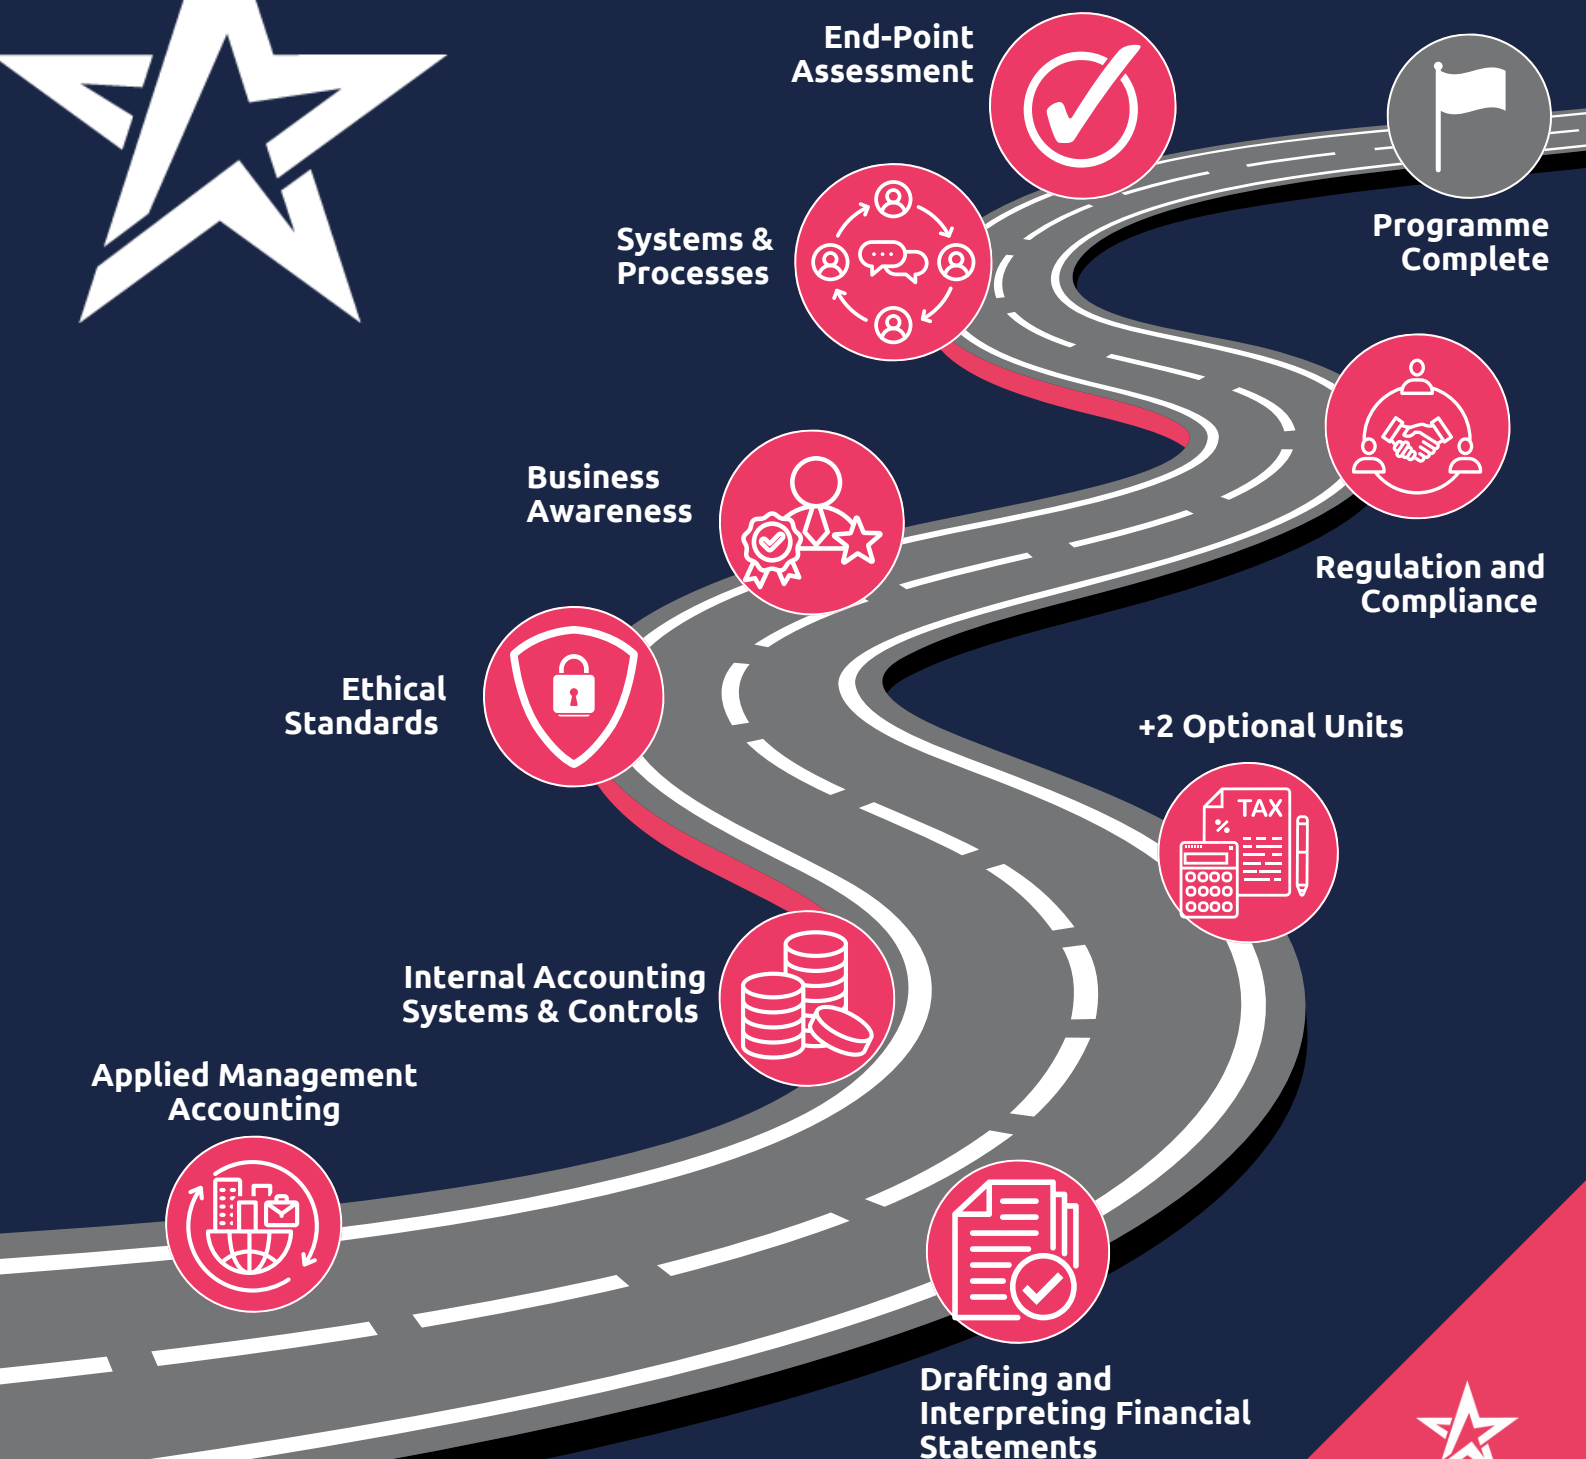 End-Point
Assessment
Programme
Complete
Systems &
Processes
Business
Awareness
Regulation and
Compliance
Ethical
Standards
+2 Optional Units
TAX
%
Internal Accounting
Systems & Controls
Applied Management
Accounting
Drafting and
Interpreting Financial
Statements